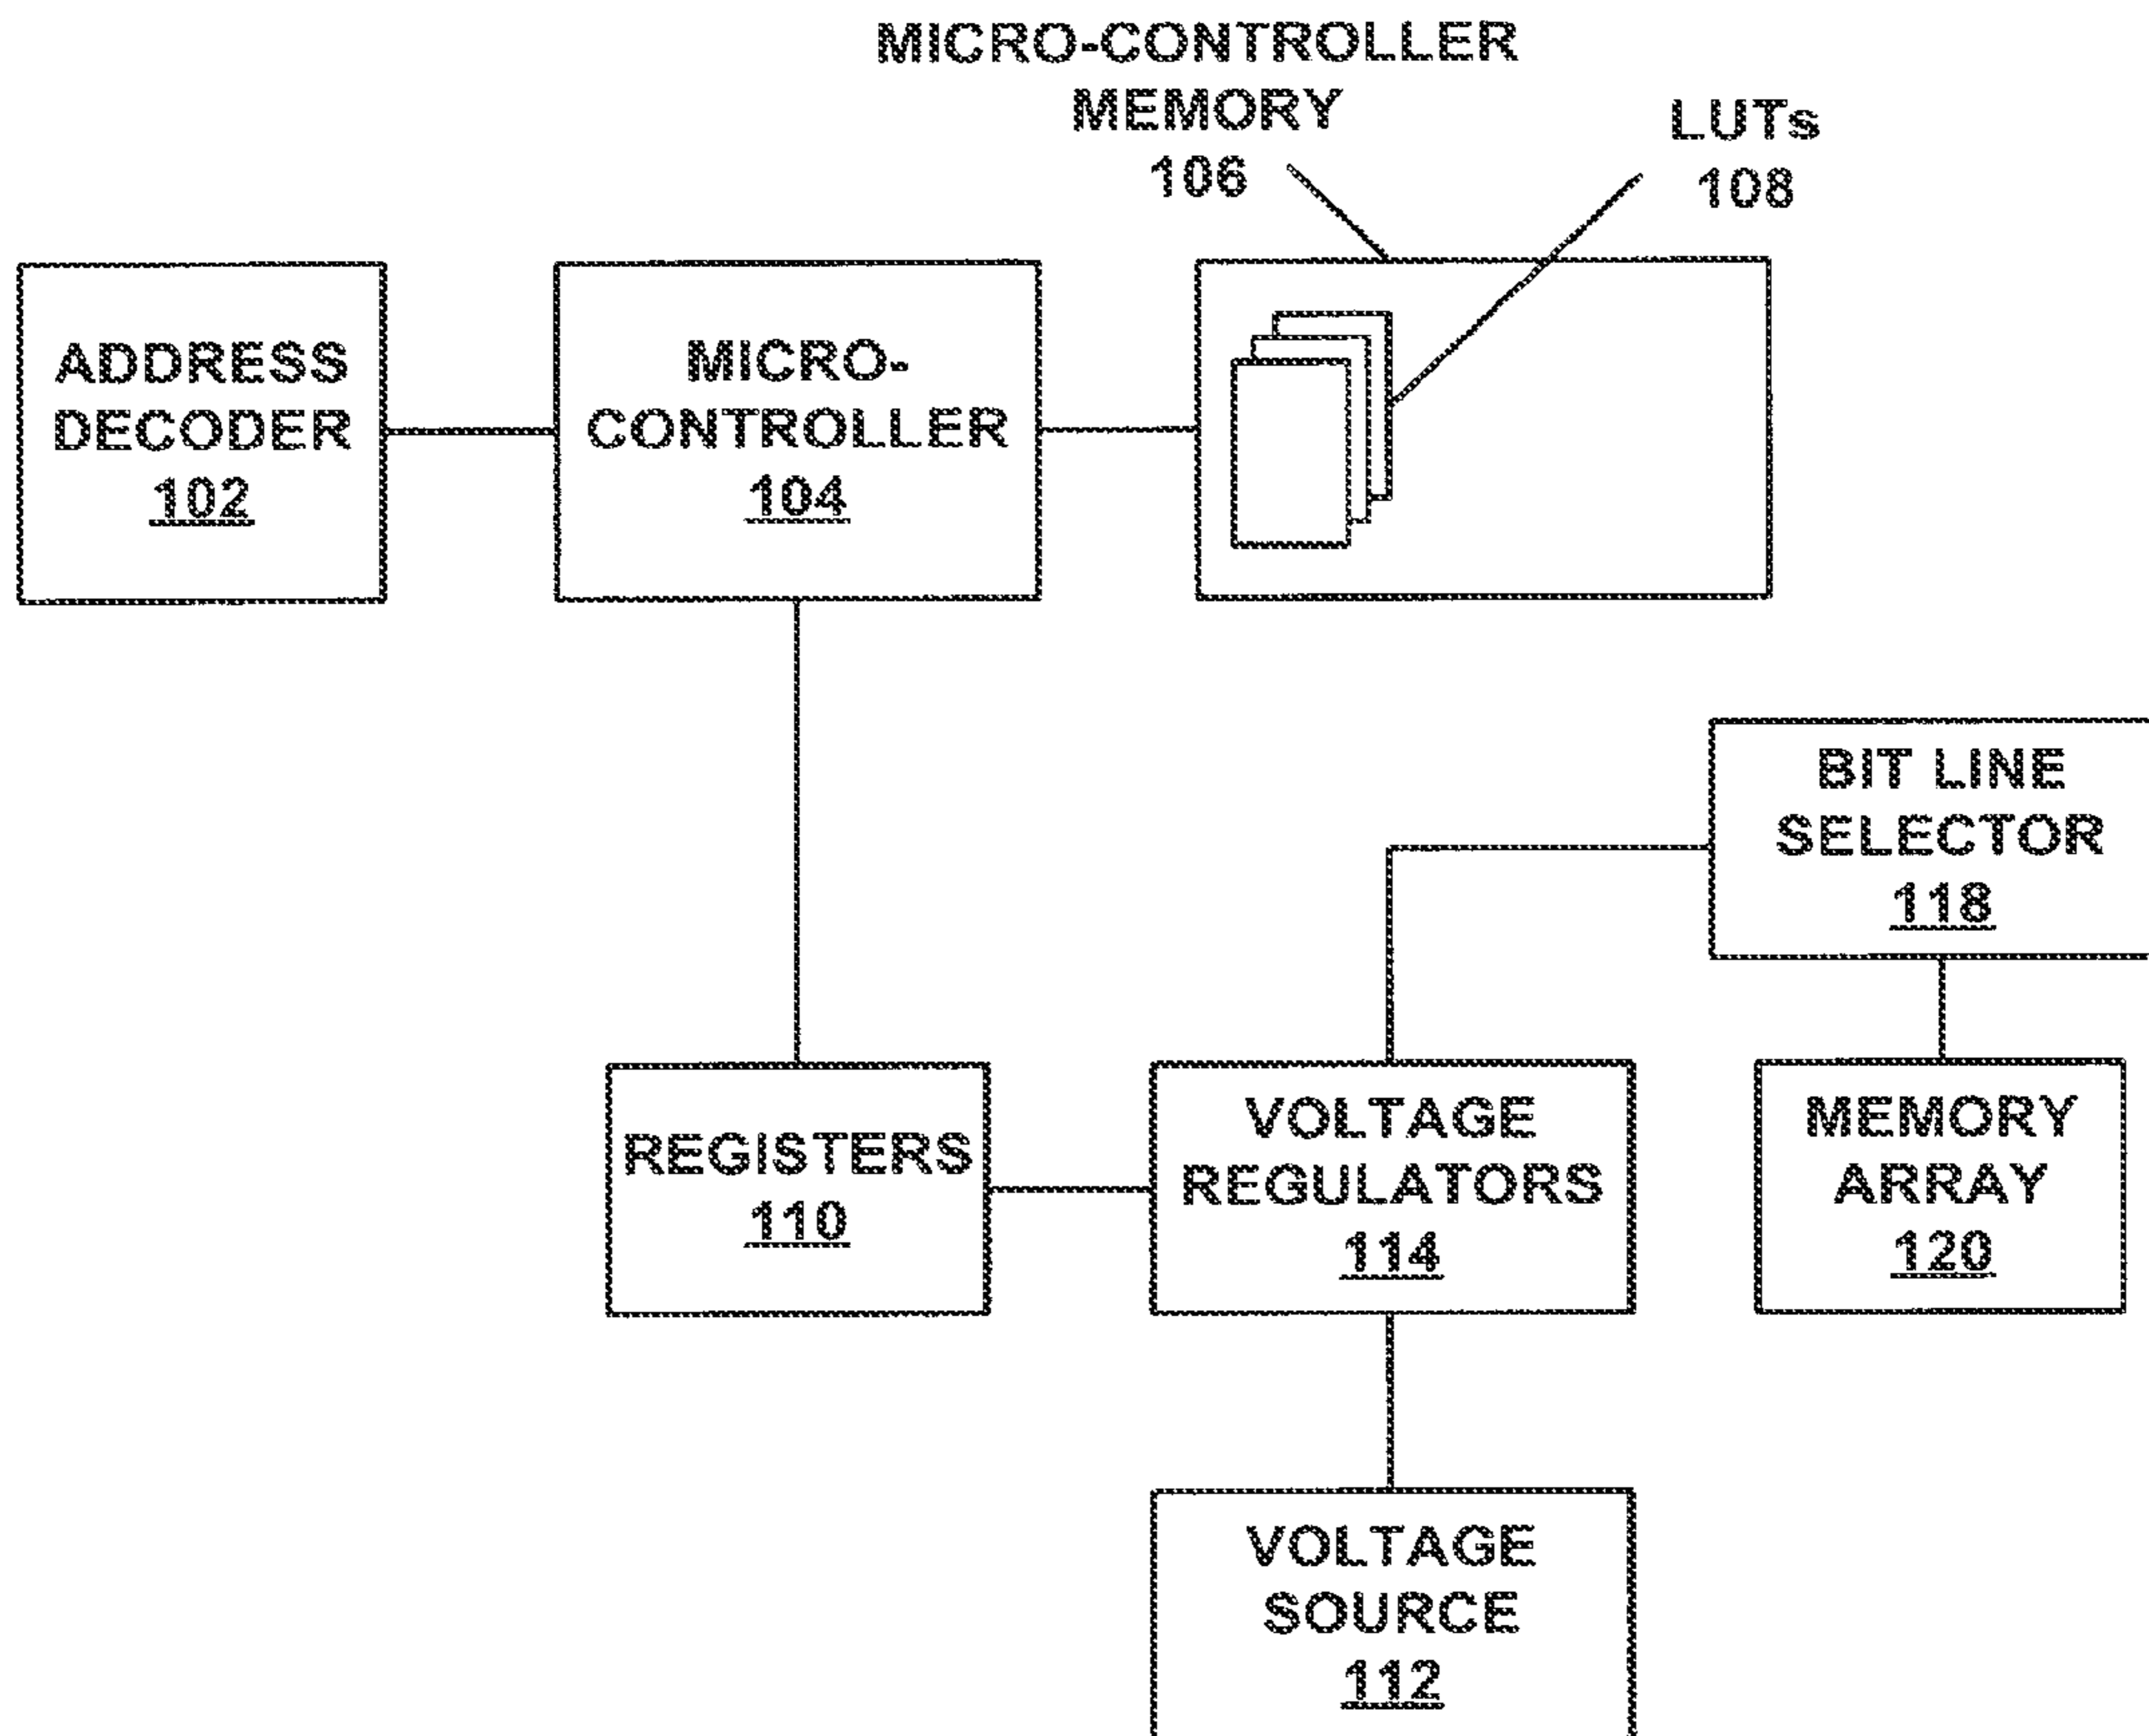 MICRO-CONTROLLER
MEMORY
106
LUTs
108
ADDRESS
DECODER
102
MICRO-
CONTROLLER
104
BIT LINE
SELECTOR
118
REGISTERS
110
VOLTAGE
REGULATORS
114
MEMORY
ARRAY
120
VOLTAGE
SOURCE
112